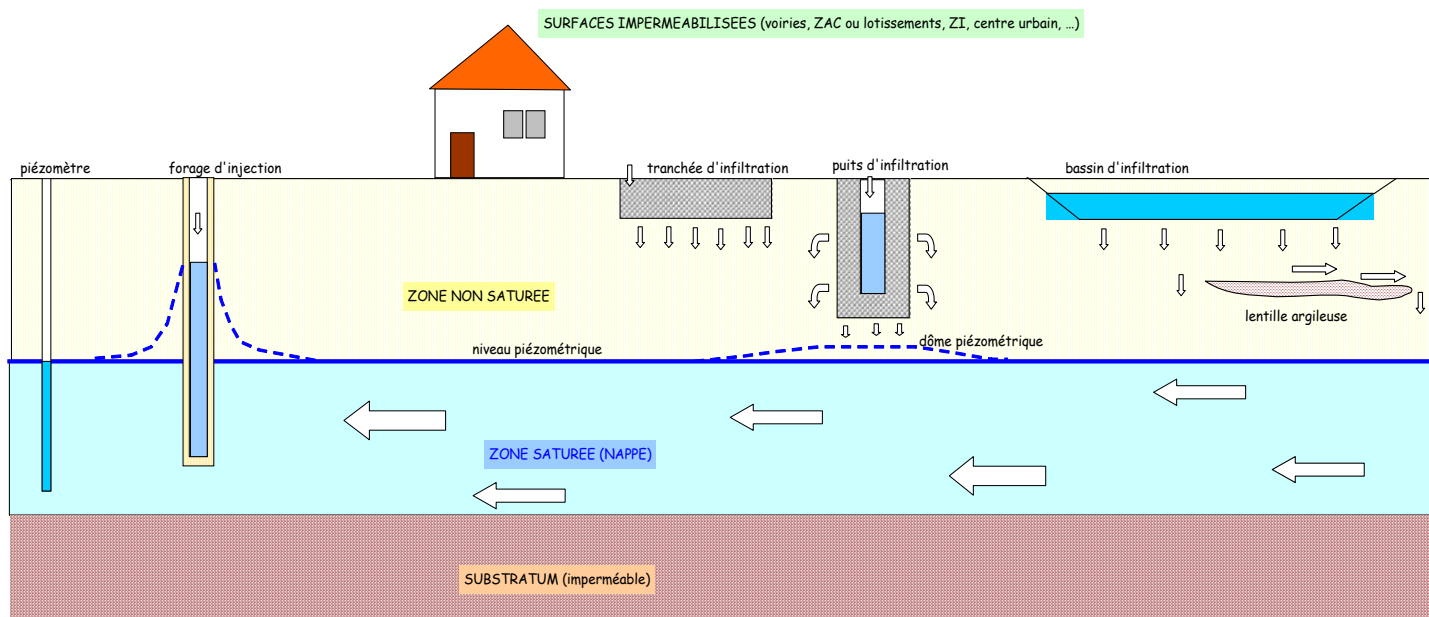 SURFACES IMPERMEABILISEES (voiries, ZAC ou lotissements, ZI, centre urbain, ...)
piézomètre
forage d'injection
tranchée d'infiltration
puits d'infiltration
bassin d'infiltration
ZONE NON SATUREE
lentille argileuse
niveau piézométrique
dôme piézométrique
ZONE SATUREE (NAPPE)
SUBSTRATUM (imperméable)